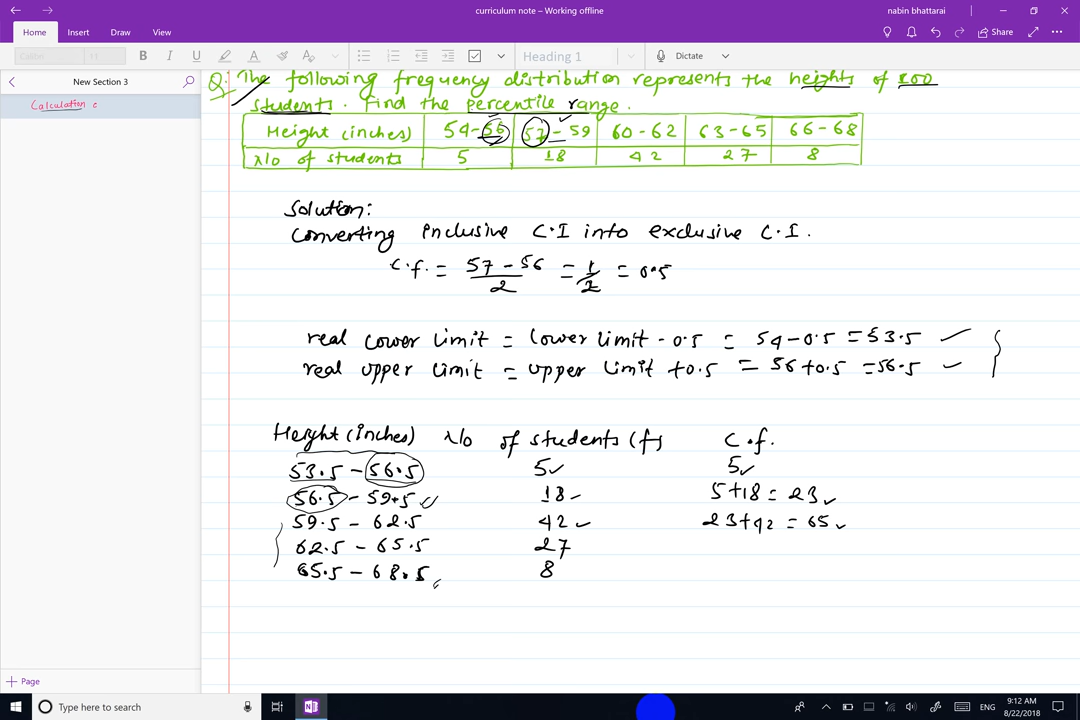 curriculum note – Working offline
nabin bhattarai
Home Insert Draw View
Share
Calibri 11 B I U A Heading 1 Dictate
New Section 3
Calculation o
Q. The following frequency distribution represents the heights of 100
students. Find the percentile range.
Height (inches) 54-56 57-59 60-62 63-65 66-68
No of students 5 18 42 27 8
Solution:
Converting inclusive C.I into exclusive C.I.
C.f. = 57-56/2 = 1/2 = 0.5
real lower limit = lower limit - 0.5 = 54-0.5 = 53.5
real upper limit = upper limit + 0.5 = 56+0.5 = 56.5
Height (inches) No of students (f) C.f.
53.5 - 56.5 5 5
56.5 - 59.5 18 5+18 = 23
59.5 - 62.5 42 23+42 = 65
62.5 - 65.5 27
65.5 - 68.5 8
+ Page
Type here to search
ENG
9:12 AM
8/22/2018